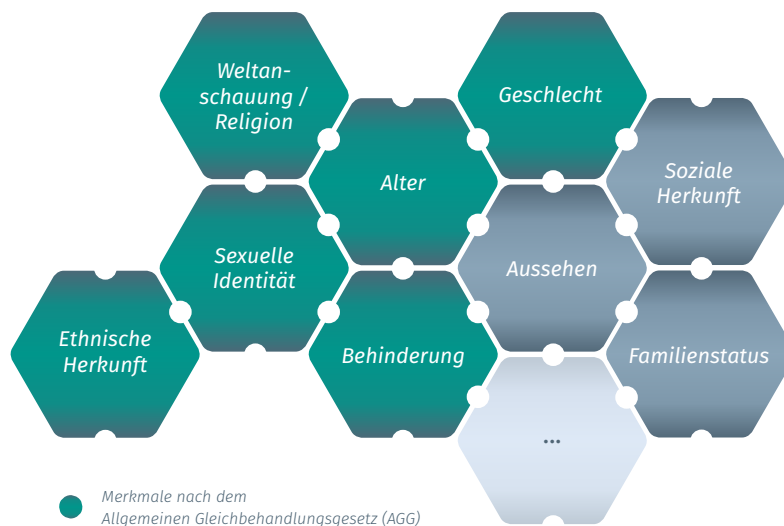 Weltan-
schauung /
Religion
Geschlecht
Alter
Soziale
Herkunft
Sexuelle
Identität
Aussehen
Ethnische
Herkunft
Behinderung
Familienstatus
...
Merkmale nach dem
Allgemeinen Gleichbehandlungsgesetz (AGG)